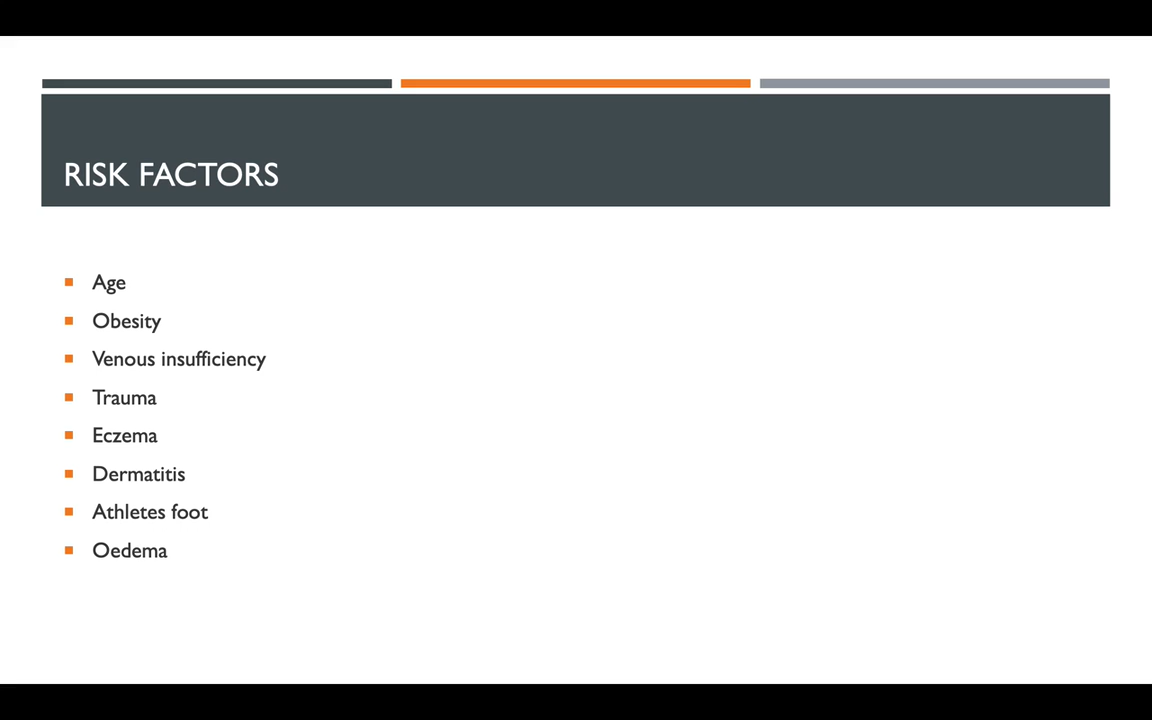 RISK FACTORS
Age
Obesity
Venous insufficiency
Trauma
Eczema
Dermatitis
Athletes foot
Oedema